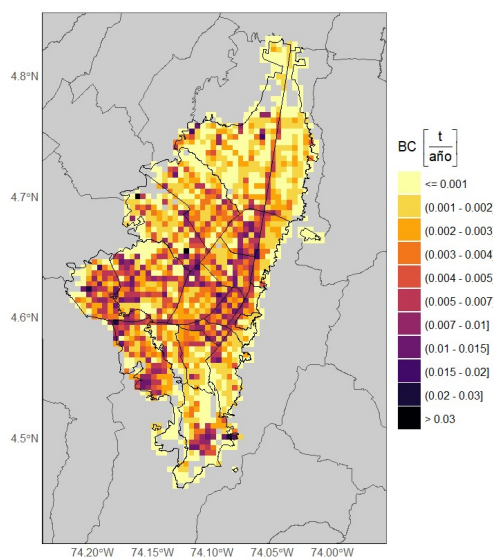 4.8°N
4.7°N
4.6°N
4.5°N
74.20°W 74.15°W 74.10°W 74.05°W 74.00°W
BC [t/año]
<= 0.001
(0.001 - 0.002]
(0.002 - 0.003]
(0.003 - 0.004]
(0.004 - 0.005]
(0.005 - 0.007]
(0.007 - 0.01]
(0.01 - 0.015]
(0.015 - 0.02]
(0.02 - 0.03]
> 0.03